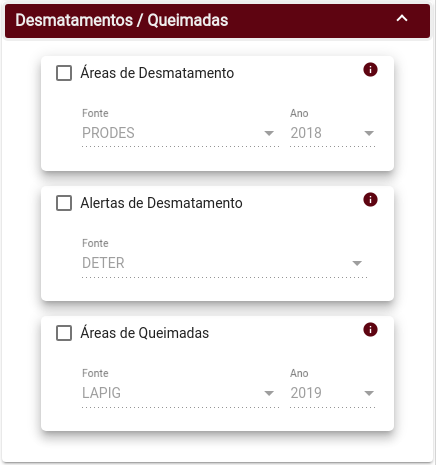 Desmatamentos / Queimadas
Áreas de Desmatamento
Fonte Ano
PRODES 2018
Alertas de Desmatamento
Fonte
DETER
Áreas de Queimadas
Fonte Ano
LAPIG 2019